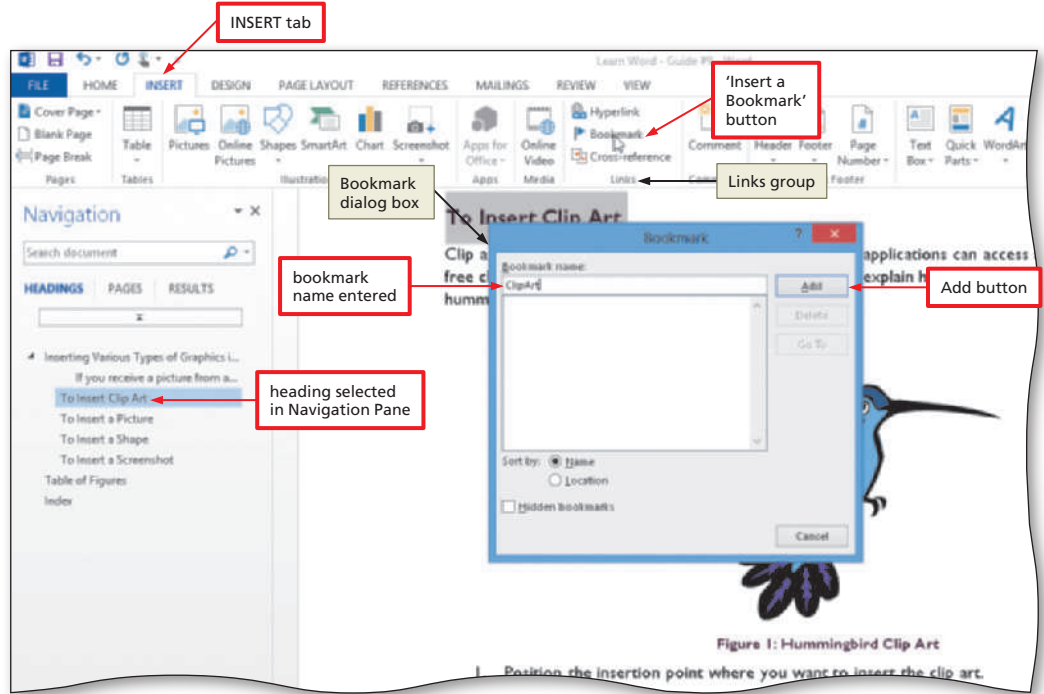 INSERT tab
Learn Word - Guide
FILE HOME INSERT DESIGN PAGE LAYOUT REFERENCES MAILINGS REVIEW VIEW
'Insert a
Bookmark'
button
Cover Page
Blank Page
Page Break
Pages
Table
Tables
Pictures
Online
Pictures
Shapes
SmartArt
Chart
Screenshot
Apps for
Office
Apps
Online
Video
Media
Hyperlink
Bookmark
Cross-reference
Links
Comment
Header
Footer
Page
Number
Footer
Text
Box
Quick
Parts
WordArt
Links group
Bookmark
dialog box
Navigation
Search document
HEADINGS PAGES RESULTS
Inserting Various Types of Graphics i...
If you receive a picture from a...
To Insert Clip Art
To Insert a Picture
To Insert a Shape
To Insert a Screenshot
Table of Figures
Index
heading selected
in Navigation Pane
To Insert Clip Art
Clip a
applications can access
free c
explain h
humm
bookmark
name entered
Bookmark
? ×
Bookmark name:
ClipArt
Add
Delete
Go To
Add button
Sort by: Name
Location
Hidden bookmarks
Cancel
Figure 1: Hummingbird Clip Art
1. Position the insertion point where you want to insert the clip art.